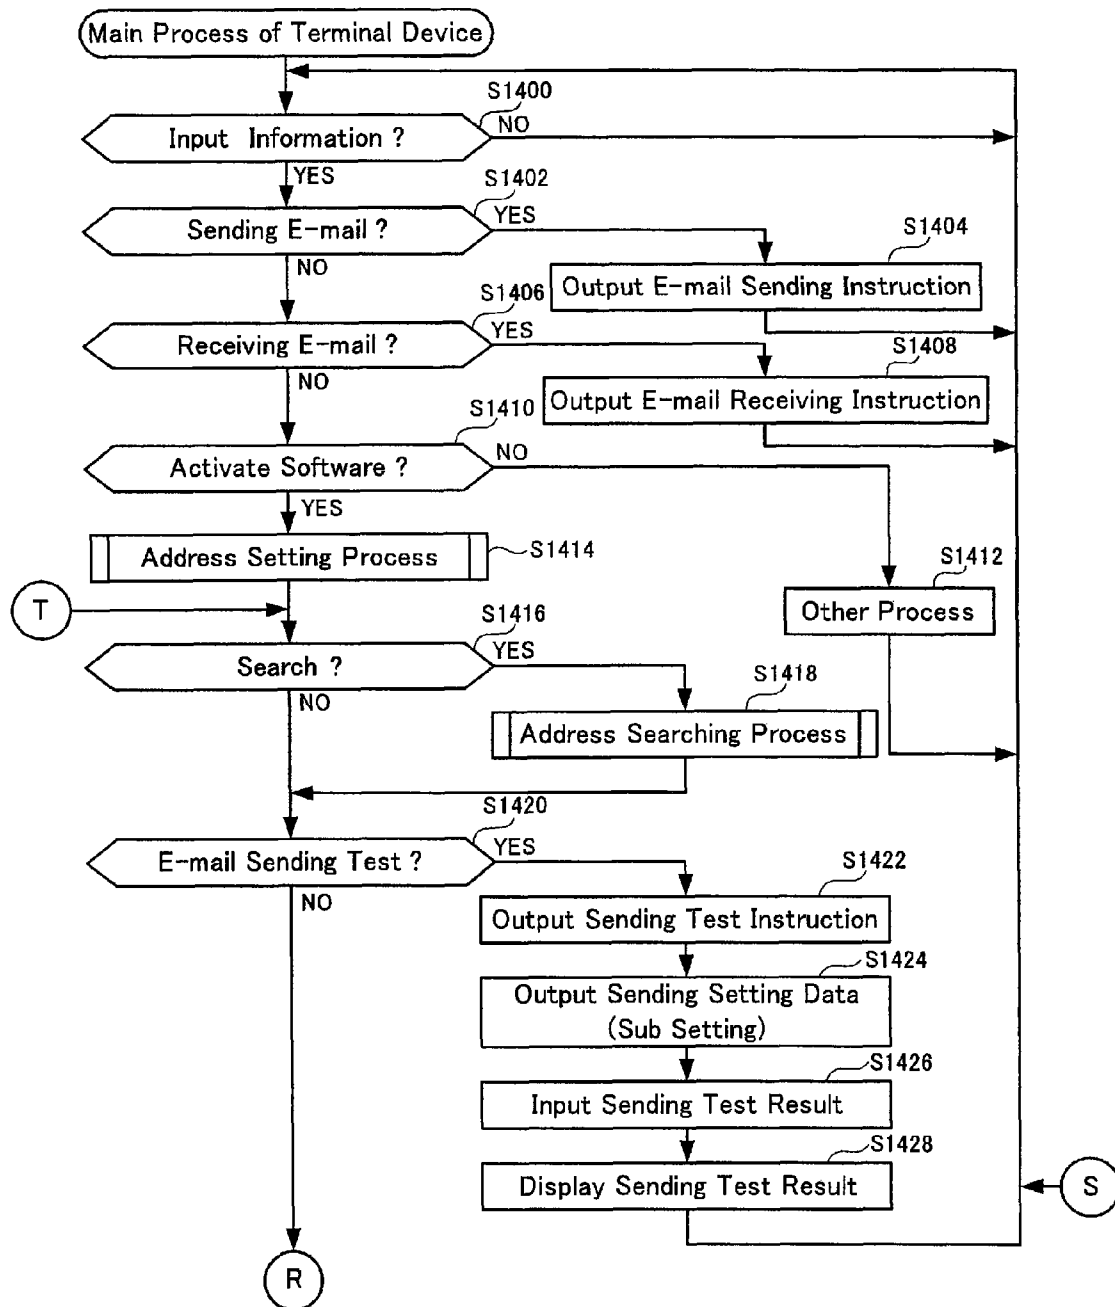 Main Process of Terminal Device
S1400
Input Information ?
NO
YES
S1402
Sending E-mail ?
YES
NO
S1404
Output E-mail Sending Instruction
S1406
Receiving E-mail ?
YES
NO
S1408
Output E-mail Receiving Instruction
S1410
Activate Software ?
NO
YES
Address Setting Process
S1414
S1412
Other Process
T
S1416
Search ?
YES
NO
S1418
Address Searching Process
S1420
E-mail Sending Test ?
YES
NO
S1422
Output Sending Test Instruction
S1424
Output Sending Setting Data
(Sub Setting)
S1426
Input Sending Test Result
S1428
Display Sending Test Result
S
R